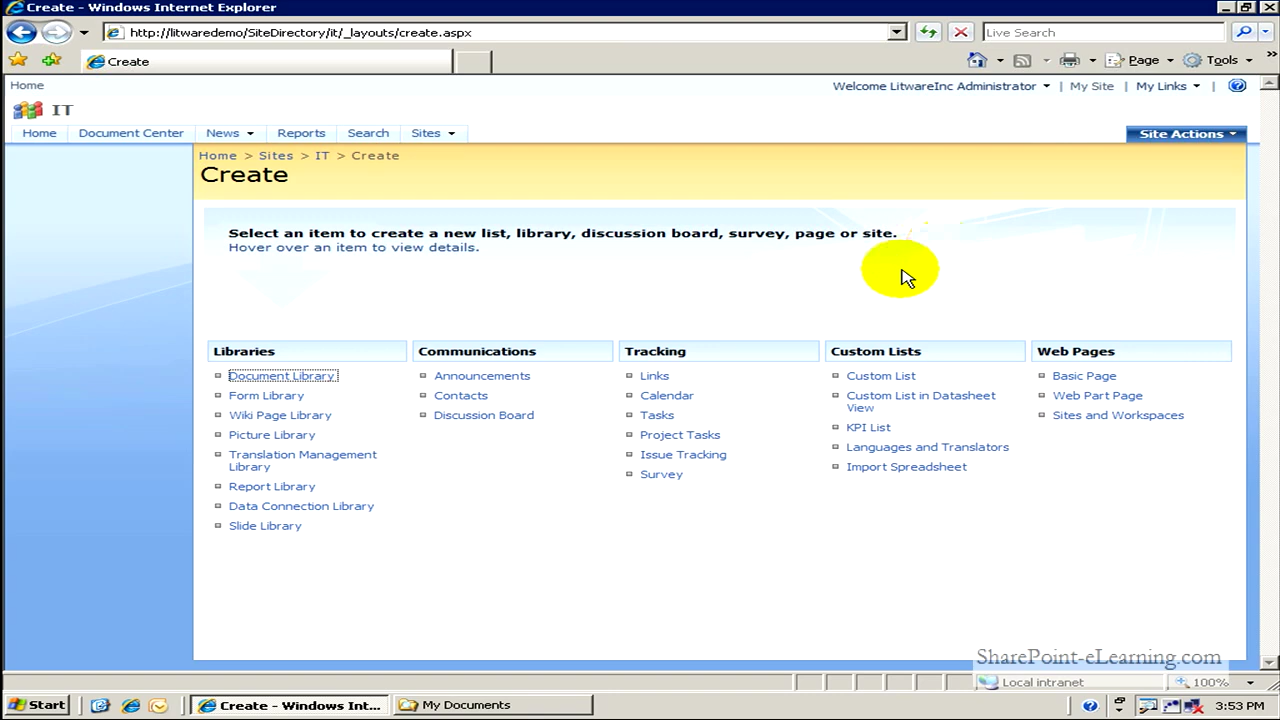 Create - Windows Internet Explorer
http://litwaredemo/SiteDirectory/it/_layouts/create.aspx
Live Search
Create
Page
Tools
Home
Welcome LitwareInc Administrator
My Site
My Links
IT
Home
Document Center
News
Reports
Search
Sites
Site Actions
Home > Sites > IT > Create
Create
Select an item to create a new list, library, discussion board, survey, page or site.
Hover over an item to view details.
Libraries
Document Library
Form Library
Wiki Page Library
Picture Library
Translation Management
Library
Report Library
Data Connection Library
Slide Library
Communications
Announcements
Contacts
Discussion Board
Tracking
Links
Calendar
Tasks
Project Tasks
Issue Tracking
Survey
Custom Lists
Custom List
Custom List in Datasheet
View
KPI List
Languages and Translators
Import Spreadsheet
Web Pages
Basic Page
Web Part Page
Sites and Workspaces
SharePoint-eLearning.com
Local intranet
100%
Start
Create - Windows Int...
My Documents
3:53 PM